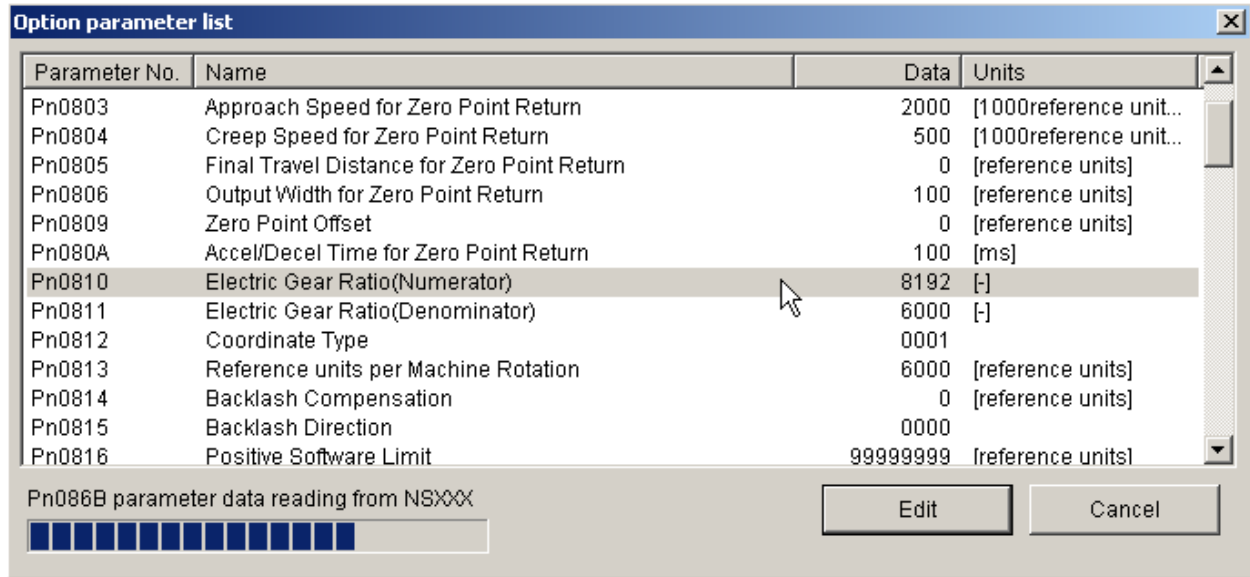 Option parameter list
Parameter No. Name Data Units
Pn0803 Approach Speed for Zero Point Return 2000 [1000reference unit...
Pn0804 Creep Speed for Zero Point Return 500 [1000reference unit...
Pn0805 Final Travel Distance for Zero Point Return 0 [reference units]
Pn0806 Output Width for Zero Point Return 100 [reference units]
Pn0809 Zero Point Offset 0 [reference units]
Pn080A Accel/Decel Time for Zero Point Return 100 [ms]
Pn0810 Electric Gear Ratio(Numerator) 8192 [-]
Pn0811 Electric Gear Ratio(Denominator) 6000 [-]
Pn0812 Coordinate Type 0001
Pn0813 Reference units per Machine Rotation 6000 [reference units]
Pn0814 Backlash Compensation 0 [reference units]
Pn0815 Backlash Direction 0000
Pn0816 Positive Software Limit 99999999 [reference units]
Pn086B parameter data reading from NSXXX
Edit Cancel